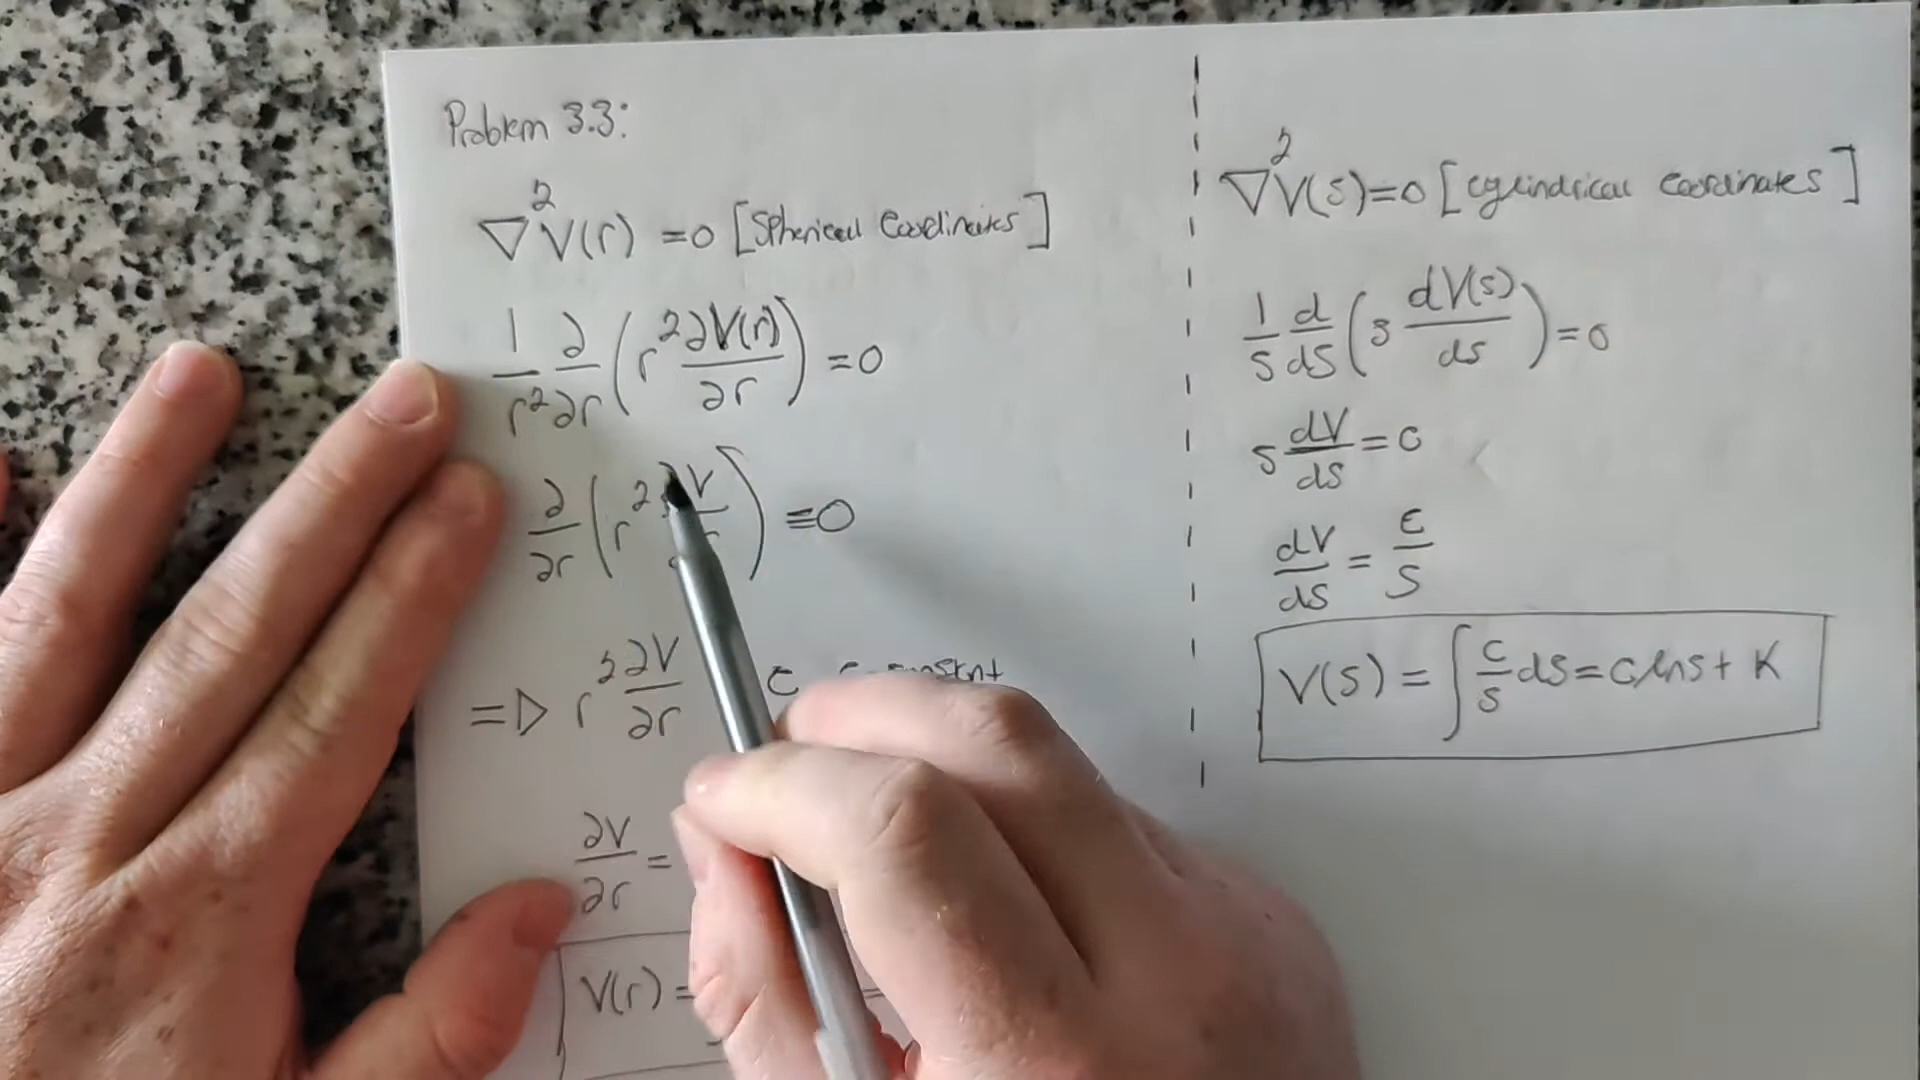 Problem 3.3:
∇²V(r) =0 [Spherical Coordinates]
1/r² ∂/∂r (r² ∂V(r)/∂r) =0
∂/∂r (r² ∂V/∂r) =0
=> r² ∂V/∂r
∂V/∂r =
V(r) =
∇²V(s)=0 [cylindrical coordinates]
1/s d/ds (s dV(s)/ds) =0
s dV/ds = c
dV/ds = c/s
V(s) = ∫ c/s ds = c ln s + K